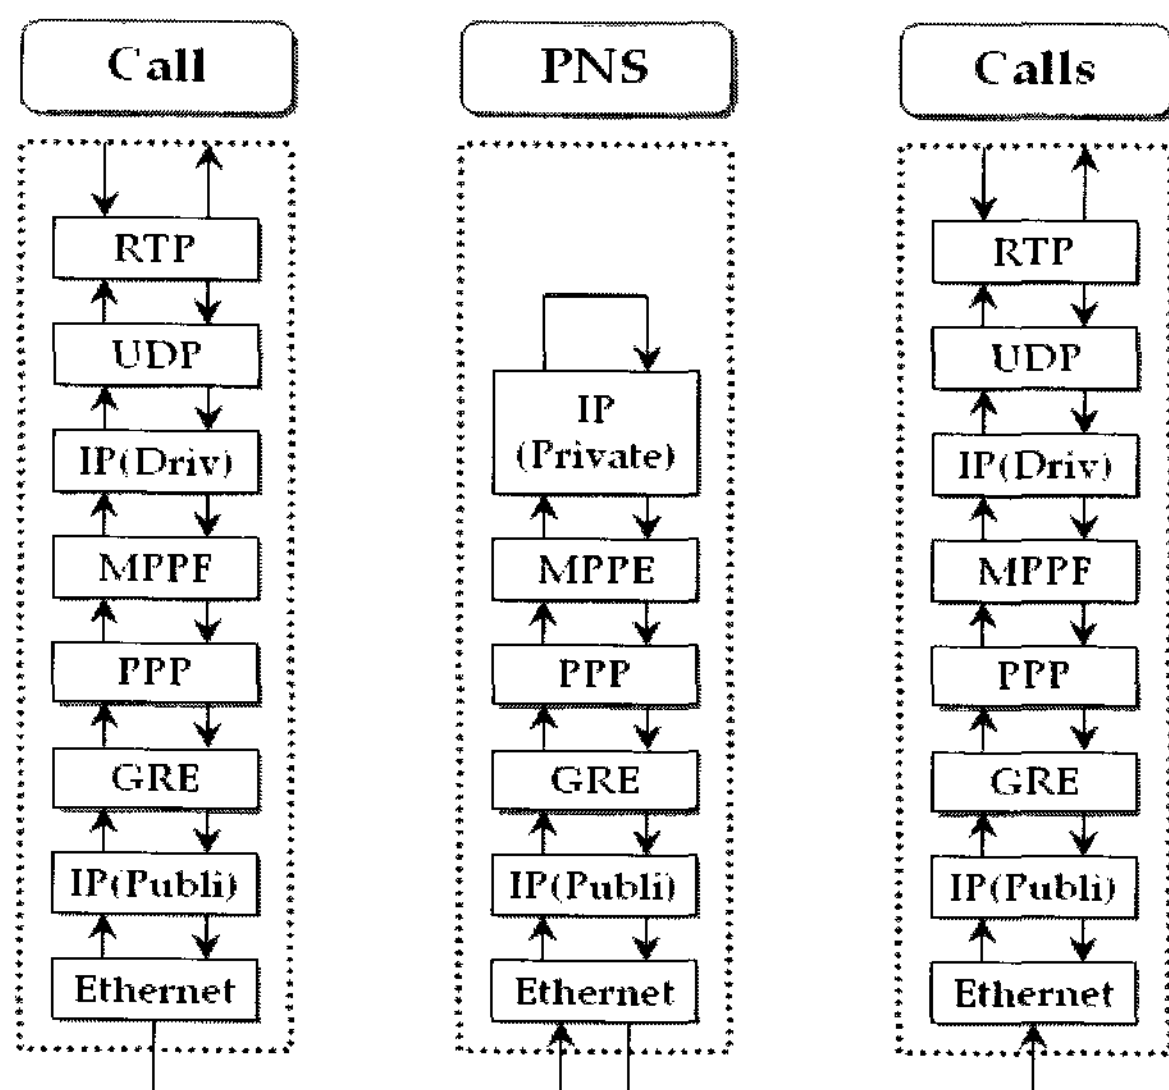 Call
RTP
UDP
IP(Driv)
MPPF
PPP
GRE
IP(Publi)
Ethernet
PNS
IP
(Private)
MPPE
PPP
GRE
IP(Publi)
Ethernet
Calls
RTP
UDP
IP(Driv)
MPPF
PPP
GRE
IP(Publi)
Ethernet